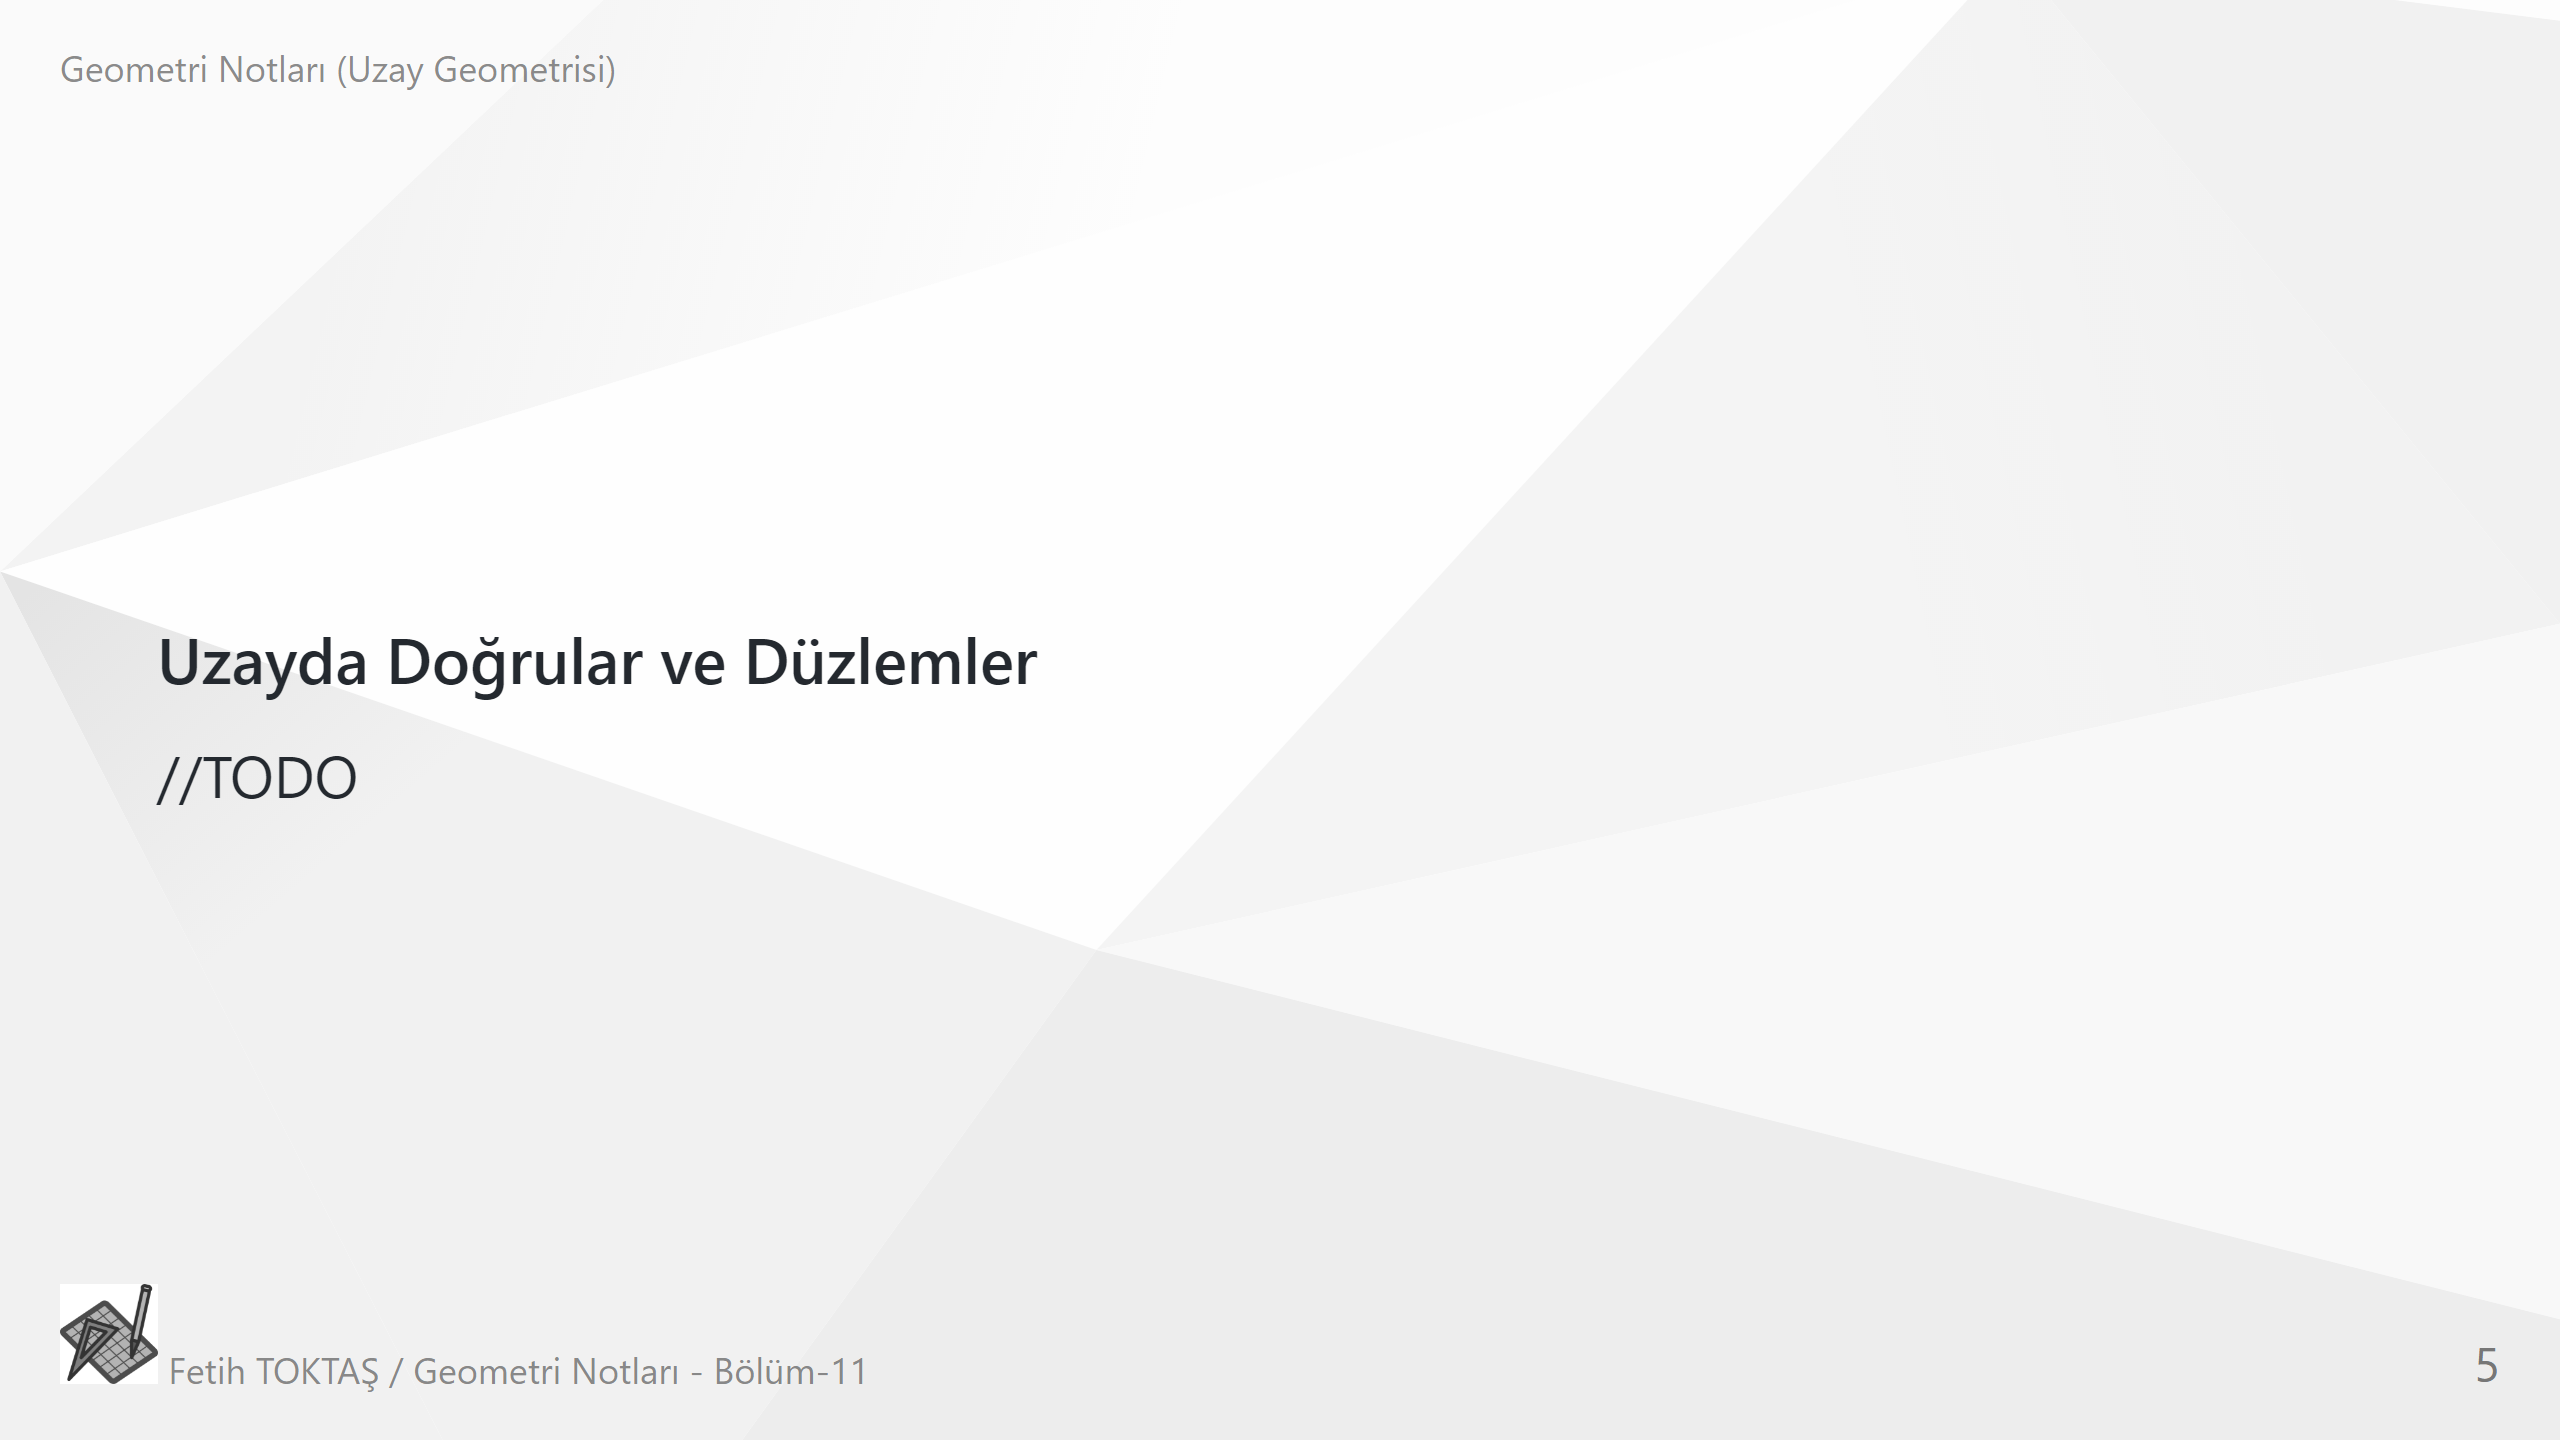 Geometri Notları (Uzay Geometrisi)
Uzayda Doğrular ve Düzlemler
//TODO
Fetih TOKTAŞ / Geometri Notları - Bölüm-11
5